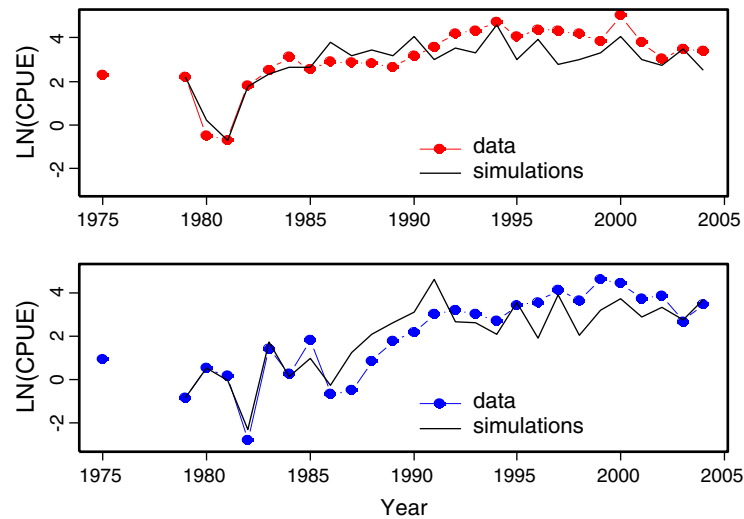 LN(CPUE)
4
2
0
-2
data
simulations
1975 1980 1985 1990 1995 2000 2005
LN(CPUE)
4
2
0
-2
data
simulations
1975 1980 1985 1990 1995 2000 2005
Year